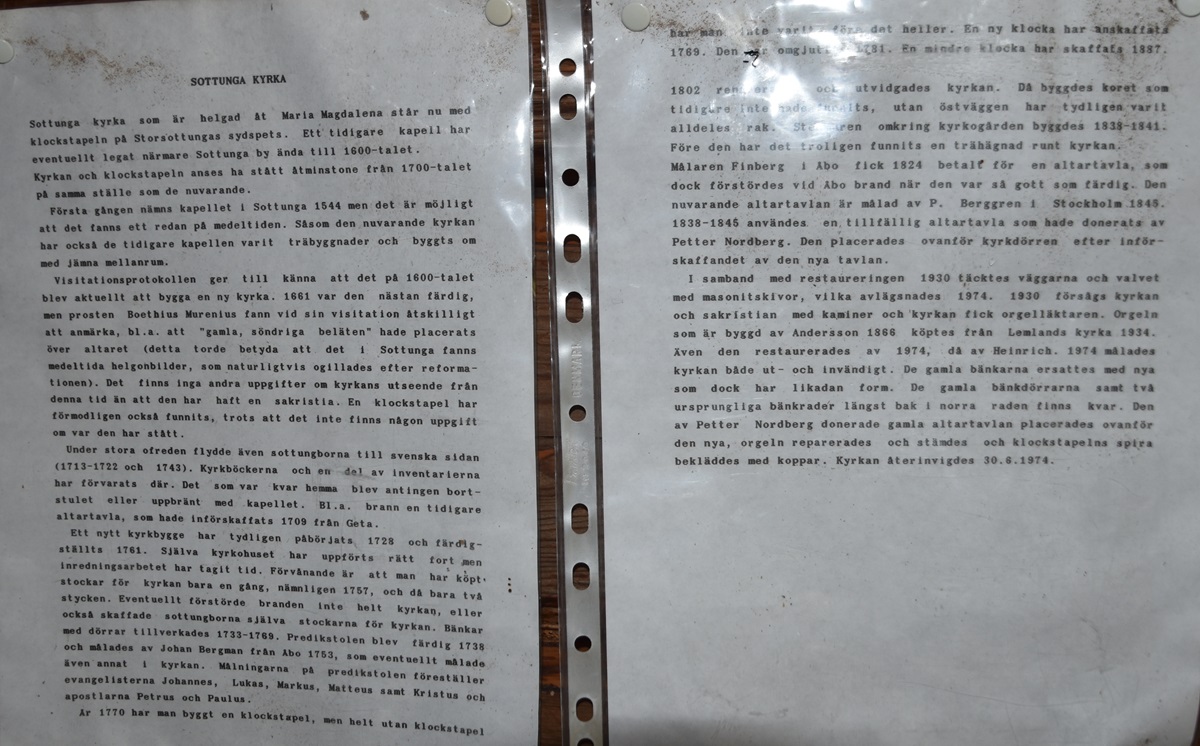 SOTTUNGA KYRKA
Sottunga kyrka som är helgad åt Maria Magdalena står nu med
klockstapeln på Storsottungas sydspets. Ett tidigare kapell har
eventuellt legat närmare Sottunga by ända till 1600-talet.
Kyrkan och klockstapeln anses ha stått åtminstone från 1700-talet
på samma ställe som de nuvarande.
Första gången nämns kapellet i Sottunga 1544 men det är möjligt
att det fanns ett redan på medeltiden. Såsom den nuvarande kyrkan
har också de tidigare kapellen varit träbyggnader och byggts om
med jämna mellanrum.
Visitationsprotokollen ger till känna att det på 1600-talet
blev aktuellt att bygga en ny kyrka. 1661 var den nästan färdig,
men prosten Boethius Murenius fann vid sin visitation åtskilligt
att anmärka, bl.a. att "gamla, söndriga beläten" hade placerats
över altaret (detta torde betyda att det i Sottunga fanns
medeltida helgonbilder, som naturligtvis ogillades efter reforma-
tionen). Det finns inga andra uppgifter om kyrkans utseende från
denna tid än att den har haft en sakristia. En klockstapel har
förmodligen också funnits, trots att det inte finns någon uppgift
om var den har stått.
Under stora ofreden flydde även sottungborna till svenska sidan
(1713-1722 och 1743). Kyrkböckerna och en del av inventarierna
har förvarats där. Det som var kvar hemma blev antingen bort-
stulet eller uppbränt med kapellet. Bl.a. brann en tidigare
altartavla, som hade införskaffats 1709 från Geta.
Ett nytt kyrkbygge har tydligen påbörjats 1728 och färdig-
ställts 1761. Själva kyrkohuset har uppförts rätt fort men
inredningsarbetet har tagit tid. Förvånande är att man har köpt
stockar för kyrkan bara en gång, nämnligen 1757, och då bara två
stycken. Eventuellt förstörde branden inte helt kyrkan, eller
också skaffade sottungborna själva stockarna för kyrkan. Bänkar
med dörrar tillverkades 1733-1769. Predikstolen blev färdig 1738
och målades av Johan Bergman från Åbo 1753, som eventuellt målade
även annat i kyrkan. Målningarna på predikstolen föreställer
evangelisterna Johannes, Lukas, Markus, Matteus samt Kristus och
apostlarna Petrus och Paulus.
År 1770 har man byggt en klockstapel, men helt utan klockstapel
har man inte varit före det heller. En ny klocka har anskaffats
1769. Den omgjut 1781. En mindre klocka har skaffats 1887.
1802 och utvidgades kyrkan. Då byggdes koret som
tidigare inte funnits, utan östväggen har tydligen varit
alldeles rak. omkring kyrkogården byggdes 1838-1841.
Före den har det troligen funnits en trähägnad runt kyrkan.
Målaren Finberg i Åbo fick 1824 betalt för en altartavla, som
dock förstördes vid Åbo brand när den var så gott som färdig. Den
nuvarande altartavlan är målad av P. Berggren i Stockholm 1845.
1838-1845 användes en tillfällig altartavla som hade donerats av
Petter Nordberg. Den placerades ovanför kyrkdörren efter inför-
skaffandet av den nya tavlan.
I samband med restaureringen 1930 täcktes väggarna och valvet
med masonitskivor, vilka avlägsnades 1974. 1930 försågs kyrkan
och sakristian med kaminer och kyrkan fick orgelläktaren. Orgeln
som är byggd av Andersson 1866 köptes från Lemlands kyrka 1934.
Även den restaurerades av 1974, då av Heinrich. 1974 målades
kyrkan både ut- och invändigt. De gamla bänkarna ersattes med nya
som dock har likadan form. De gamla bänkdörrarna samt två
ursprungliga bänkrader längst bak i norra raden finns kvar. Den
av Petter Nordberg donerade gamla altartavlan placerades ovanför
den nya, orgeln reparerades och stämdes och klockstapelns spira
bekläddes med koppar. Kyrkan återinvigdes 30.6.1974.